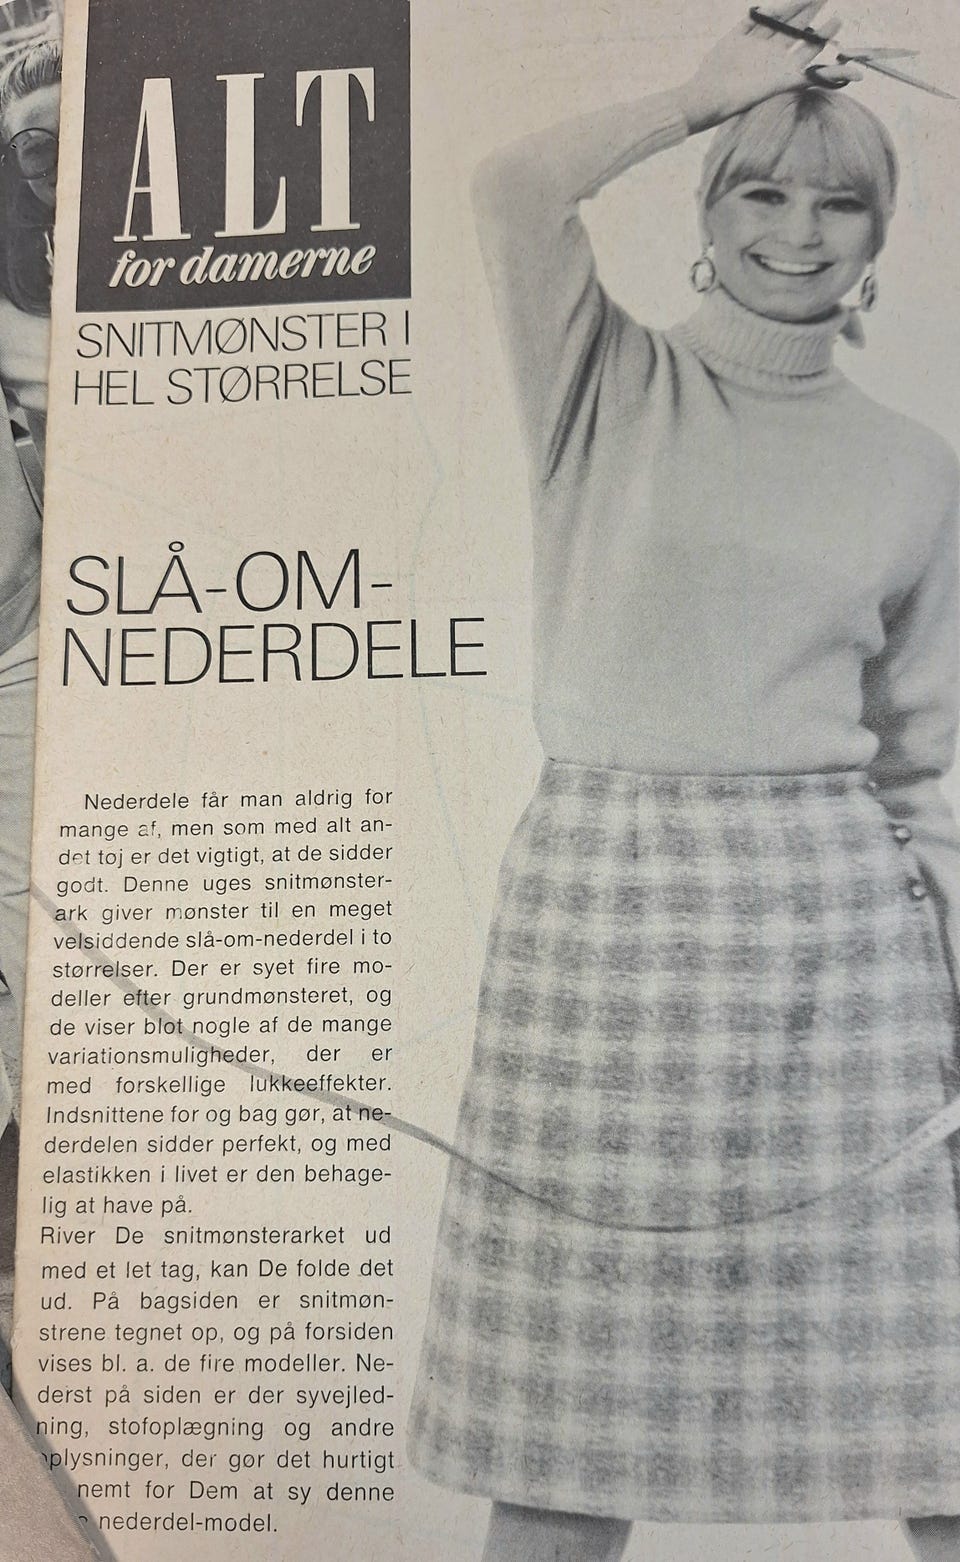 ALT
for damerne
SNITMØNSTER I
HEL STØRRELSE
SLÅ-OM-
NEDERDELE
Nederdele får man aldrig for
mange af, men som med alt an-
det tøj er det vigtigt, at de sidder
godt. Denne uges snitmønster-
ark giver mønster til en meget
velsiddende slå-om-nederdel i to
størrelser. Der er syet fire mo-
deller efter grundmønsteret, og
de viser blot nogle af de mange
variationsmuligheder, der er
med forskellige lukkeeffekter.
Indsnittene for og bag gør, at ne-
derdelen sidder perfekt, og med
elastikken i livet er den behage-
lig at have på.
River De snitmønsterarket ud
med et let tag, kan De folde det
ud. På bagsiden er snitmøn-
strene tegnet op, og på forsiden
vises bl. a. de fire modeller. Ne-
derst på siden er der syvejled-
ning, stofoplægning og andre
oplysninger, der gør det hurtigt
nemt for Dem at sy denne
nederdel-model.